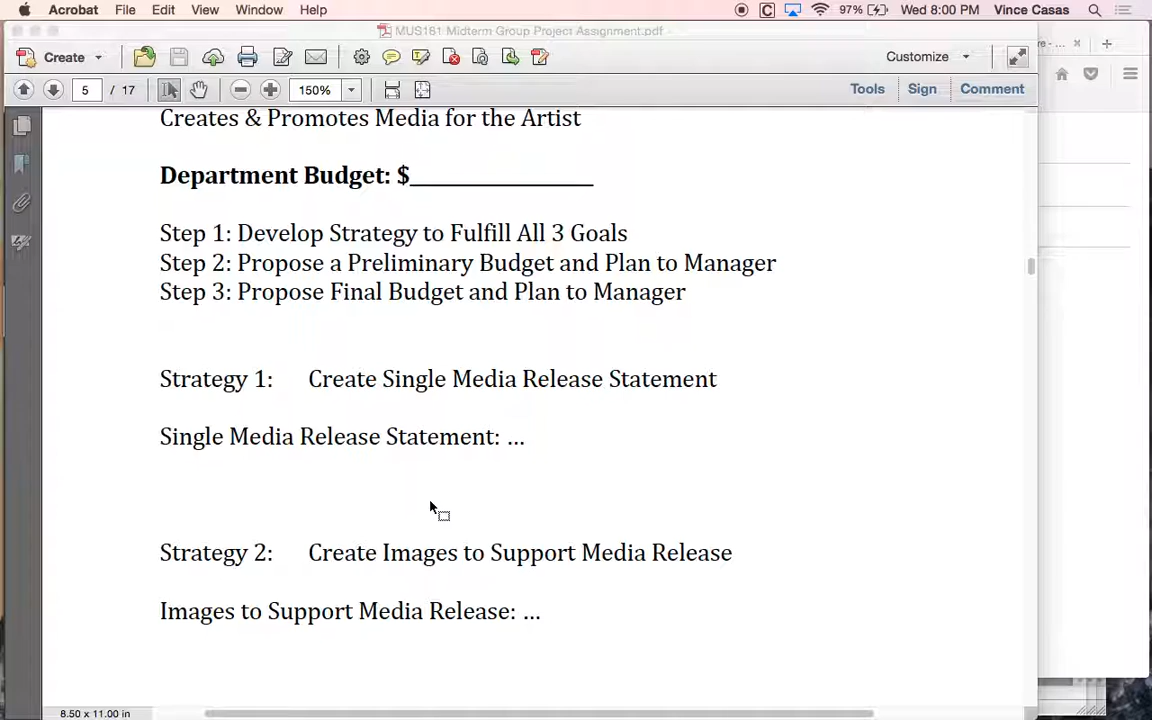 Acrobat File Edit View Window Help 97% Wed 8:00 PM Vince Casas
MUS161 Midterm Group Project Assignment.pdf
Create Customize
5 / 17 150% Tools Sign Comment
Creates & Promotes Media for the Artist
Department Budget: $__________________
Step 1: Develop Strategy to Fulfill All 3 Goals
Step 2: Propose a Preliminary Budget and Plan to Manager
Step 3: Propose Final Budget and Plan to Manager
Strategy 1: Create Single Media Release Statement
Single Media Release Statement: ...
Strategy 2: Create Images to Support Media Release
Images to Support Media Release: ...
8.50 x 11.00 in